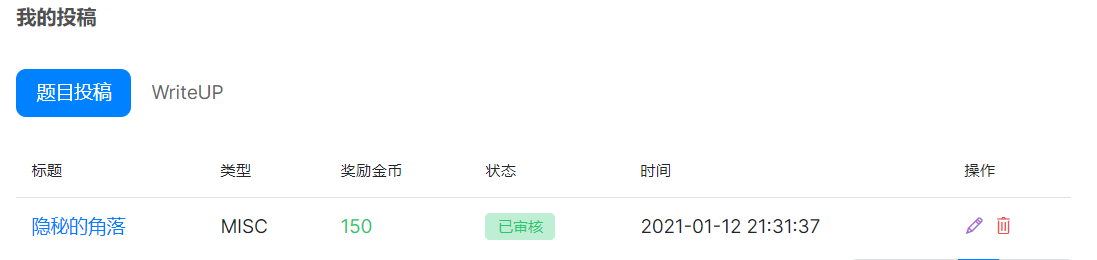 我的投稿
题目投稿 WriteUP
标题 类型 奖励金币 状态 时间 操作
隐秘的角落 MISC 150 已审核 2021-01-12 21:31:37